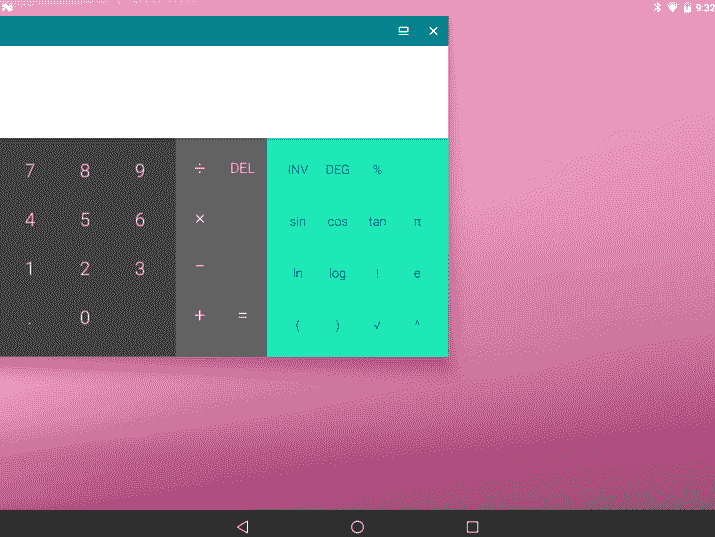 9:32
7 8 9 ÷ DEL INV DEG %
4 5 6 × sin cos tan π
1 2 3 − ln log ! e
. 0 + = ( ) √ ^